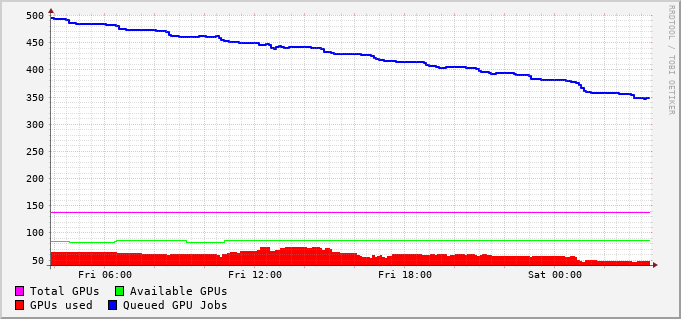 500
450
400
350
300
250
200
150
100
50
Fri 06:00 Fri 12:00 Fri 18:00 Sat 00:00
Total GPUs Available GPUs
GPUs used Queued GPU Jobs
RRDTOOL / TOBI OETIKER